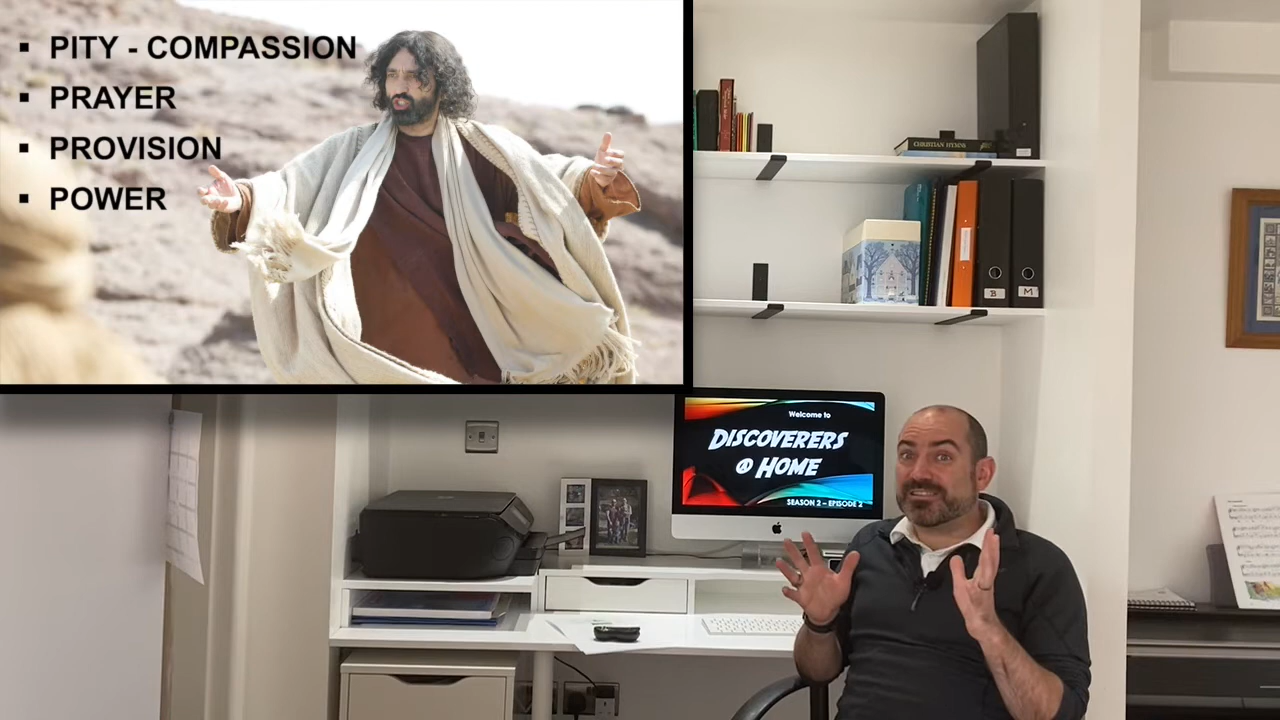 ▪ PITY - COMPASSION
▪ PRAYER
▪ PROVISION
▪ POWER
CHRISTIAN HYMNS
B
M
Welcome to
DISCOVERERS
@ HOME
SEASON 2 – EPISODE 2